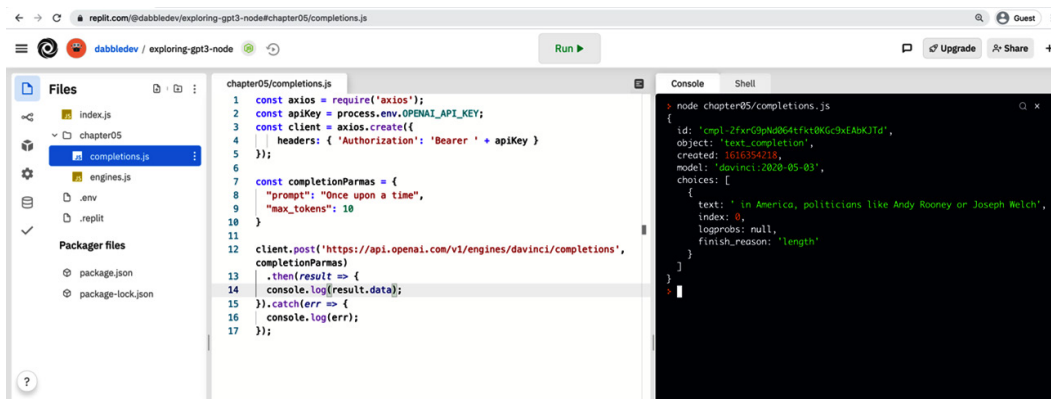 replit.com/@dabbledev/exploring-gpt3-node#chapter05/completions.js
Guest
dabbledev / exploring-gpt3-node
Run
Upgrade
Share
Files
index.js
chapter05
completions.js
engines.js
.env
.replit
Packager files
package.json
package-lock.json
?
chapter05/completions.js
1 const axios = require('axios');
2 const apiKey = process.env.OPENAI_API_KEY;
3 const client = axios.create({
4 headers: { 'Authorization': 'Bearer ' + apiKey }
5 });
6
7 const completionParmas = {
8 "prompt": "Once upon a time",
9 "max_tokens": 10
10 }
11
12 client.post('https://api.openai.com/v1/engines/davinci/completions',
completionParmas)
13 .then(result => {
14 console.log(result.data);
15 }).catch(err => {
16 console.log(err);
17 });
Console Shell
> node chapter05/completions.js
{
id: 'cmpl-2fxrG9pNd064tfkt0KGc9xEAbKJTd',
object: 'text_completion',
created: 1616354218,
model: 'davinci:2020-05-03',
choices: [
{
text: ' in America, politicians like Andy Rooney or Joseph Welch',
index: 0,
logprobs: null,
finish_reason: 'length'
}
]
}
>